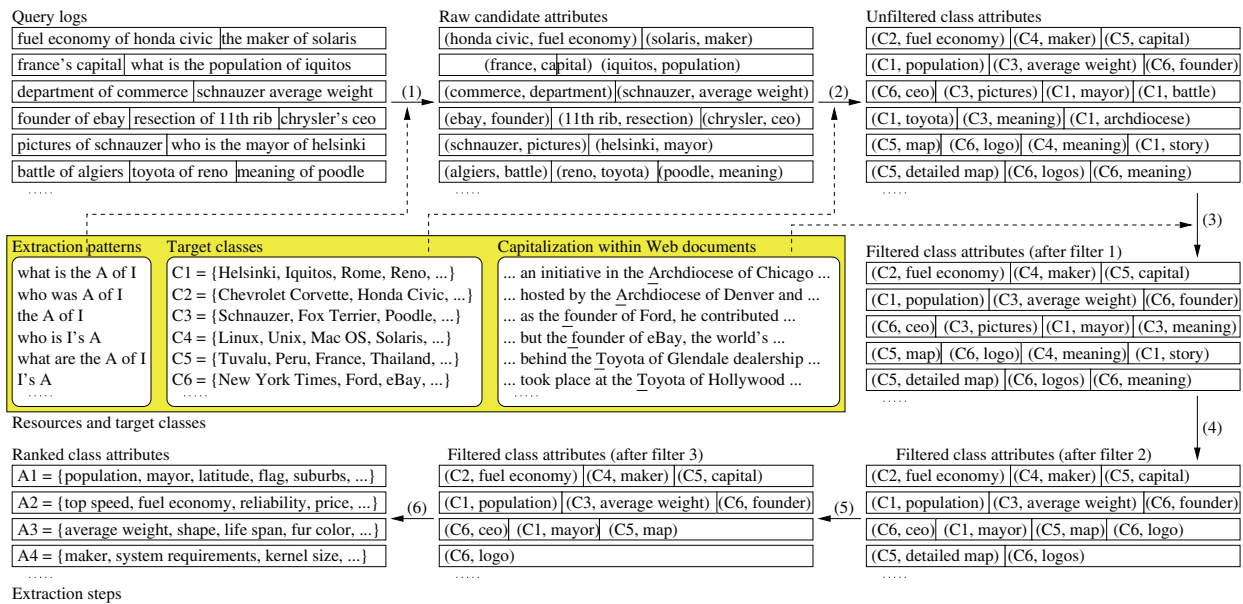 Query logs
fuel economy of honda civic the maker of solaris
france's capital what is the population of iquitos
department of commerce schnauzer average weight
founder of ebay resection of 11th rib chrysler's ceo
pictures of schnauzer who is the mayor of helsinki
battle of algiers toyota of reno meaning of poodle
.....
(1)
Raw candidate attributes
(honda civic, fuel economy) (solaris, maker)
(france, capital) (iquitos, population)
(commerce, department) (schnauzer, average weight)
(ebay, founder) (11th rib, resection) (chrysler, ceo)
(schnauzer, pictures) (helsinki, mayor)
(algiers, battle) (reno, toyota) (poodle, meaning)
.....
(2)
Unfiltered class attributes
(C2, fuel economy) (C4, maker) (C5, capital)
(C1, population) (C3, average weight) (C6, founder)
(C6, ceo) (C3, pictures) (C1, mayor) (C1, battle)
(C1, toyota) (C3, meaning) (C1, archdiocese)
(C5, map) (C6, logo) (C4, meaning) (C1, story)
(C5, detailed map) (C6, logos) (C6, meaning)
.....
(3)
Extraction patterns
what is the A of I
who was A of I
the A of I
who is I's A
what are the A of I
I's A
.....
Target classes
C1 = {Helsinki, Iquitos, Rome, Reno, ...}
C2 = {Chevrolet Corvette, Honda Civic, ...}
C3 = {Schnauzer, Fox Terrier, Poodle, ...}
C4 = {Linux, Unix, Mac OS, Solaris, ...}
C5 = {Tuvalu, Peru, France, Thailand, ...}
C6 = {New York Times, Ford, eBay, ...}
.....
Capitalization within Web documents
... an initiative in the Archdiocese of Chicago ...
... hosted by the Archdiocese of Denver and ...
... as the founder of Ford, he contributed ...
... but the founder of eBay, the world's ...
... behind the Toyota of Glendale dealership ...
... took place at the Toyota of Hollywood ...
.....
Resources and target classes
Filtered class attributes (after filter 1)
(C2, fuel economy) (C4, maker) (C5, capital)
(C1, population) (C3, average weight) (C6, founder)
(C6, ceo) (C3, pictures) (C1, mayor) (C3, meaning)
(C5, map) (C6, logo) (C4, meaning) (C1, story)
(C5, detailed map) (C6, logos) (C6, meaning)
.....
(4)
Filtered class attributes (after filter 2)
(C2, fuel economy) (C4, maker) (C5, capital)
(C1, population) (C3, average weight) (C6, founder)
(C6, ceo) (C1, mayor) (C5, map) (C6, logo)
(C5, detailed map) (C6, logos)
.....
(5)
Filtered class attributes (after filter 3)
(C2, fuel economy) (C4, maker) (C5, capital)
(C1, population) (C3, average weight) (C6, founder)
(C6, ceo) (C1, mayor) (C5, map)
(C6, logo)
.....
(6)
Ranked class attributes
A1 = {population, mayor, latitude, flag, suburbs, ...}
A2 = {top speed, fuel economy, reliability, price, ...}
A3 = {average weight, shape, life span, fur color, ...}
A4 = {maker, system requirements, kernel size, ...}
.....
Extraction steps